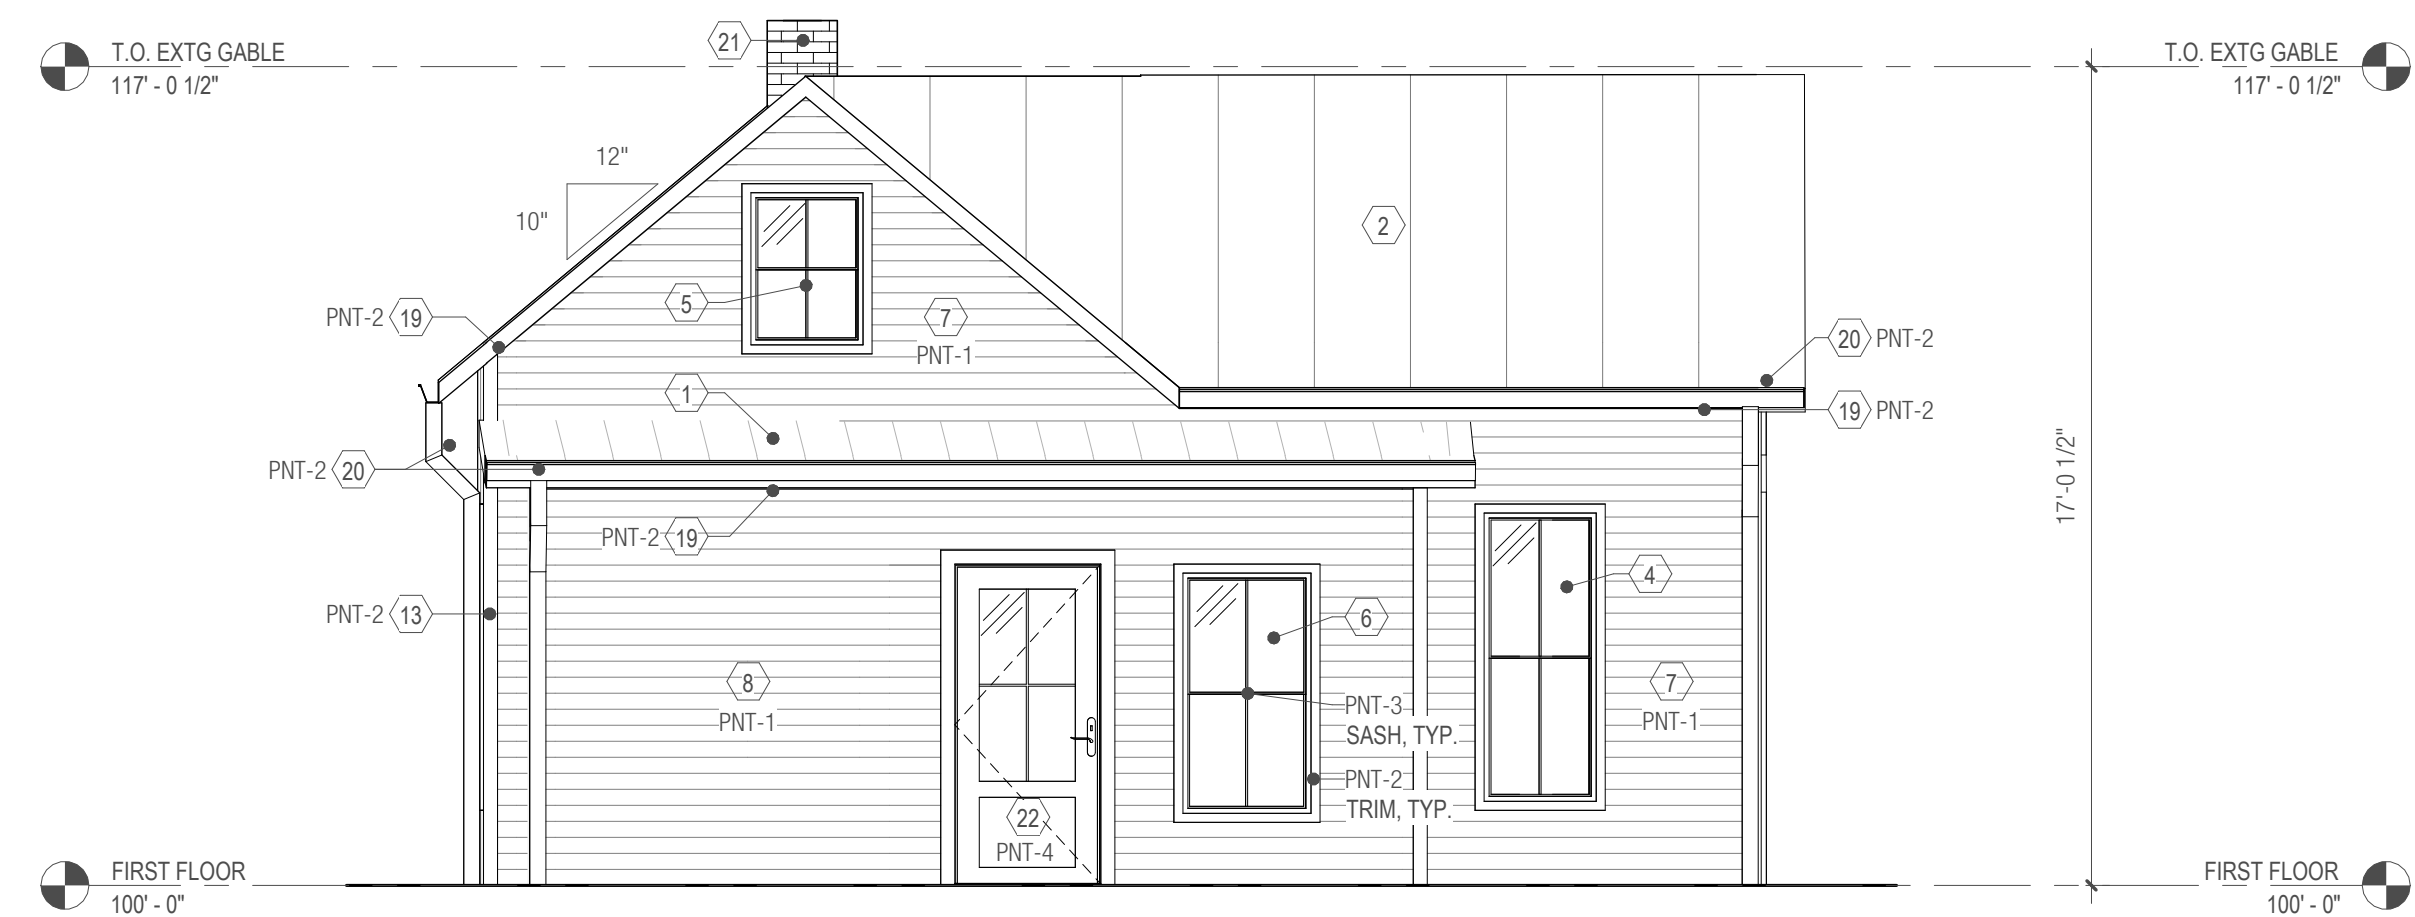 T.O. EXTG GABLE
117' - 0 1/2"
21
T.O. EXTG GABLE
117' - 0 1/2"
12"
10"
2
5
7
PNT-1
PNT-2 19
20 PNT-2
1
19 PNT-2
PNT-2 20
17'-0 1/2"
PNT-2 19
4
PNT-2 13
6
8
PNT-1
7
PNT-1
PNT-3
SASH, TYP.
PNT-2
TRIM, TYP.
22
PNT-4
FIRST FLOOR
100' - 0"
FIRST FLOOR
100' - 0"